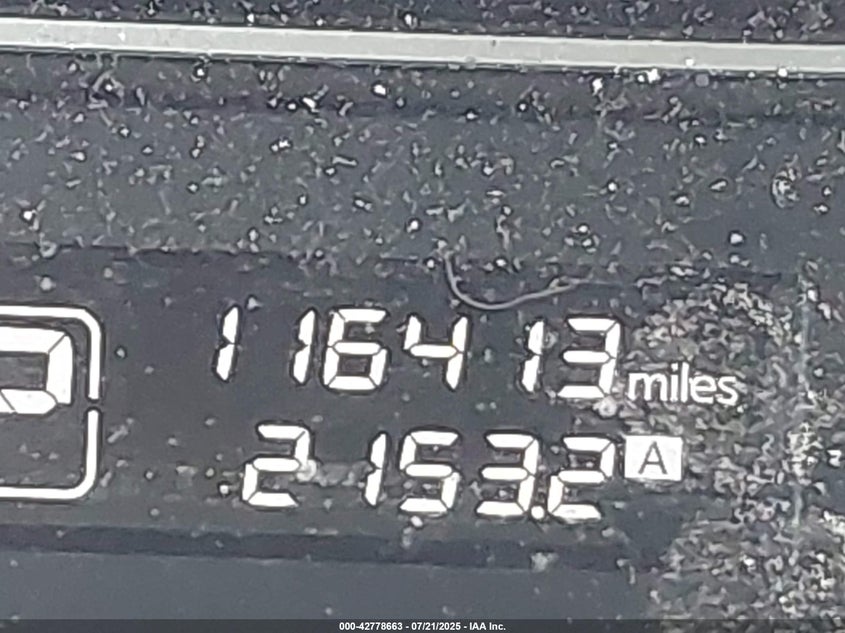 116413 miles
2153.2 A
000-42778663 - 07/21/2025 - IAA Inc.